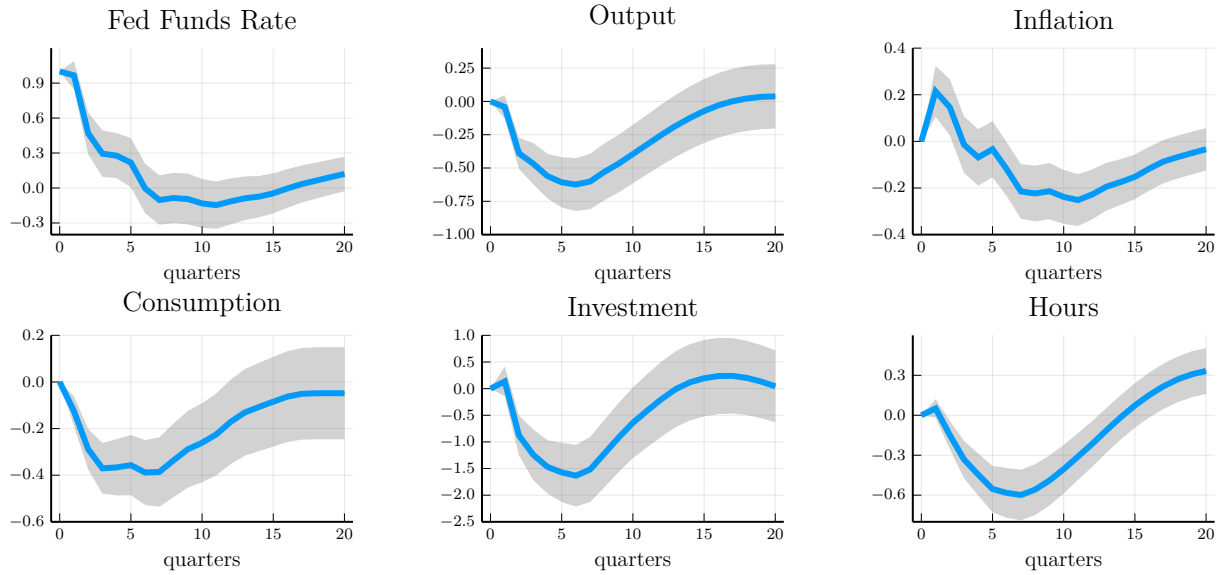 Fed Funds Rate
0.9
0.6
0.3
0.0
−0.3
0 5 10 15 20
quarters
Output
0.25
0.00
−0.25
−0.50
−0.75
−1.00
0 5 10 15 20
quarters
Inflation
0.4
0.2
0.0
−0.2
−0.4
0 5 10 15 20
quarters
Consumption
0.2
0.0
−0.2
−0.4
−0.6
0 5 10 15 20
quarters
Investment
1.0
0.5
0.0
−0.5
−1.0
−1.5
−2.0
−2.5
0 5 10 15 20
quarters
Hours
0.3
0.0
−0.3
−0.6
0 5 10 15 20
quarters